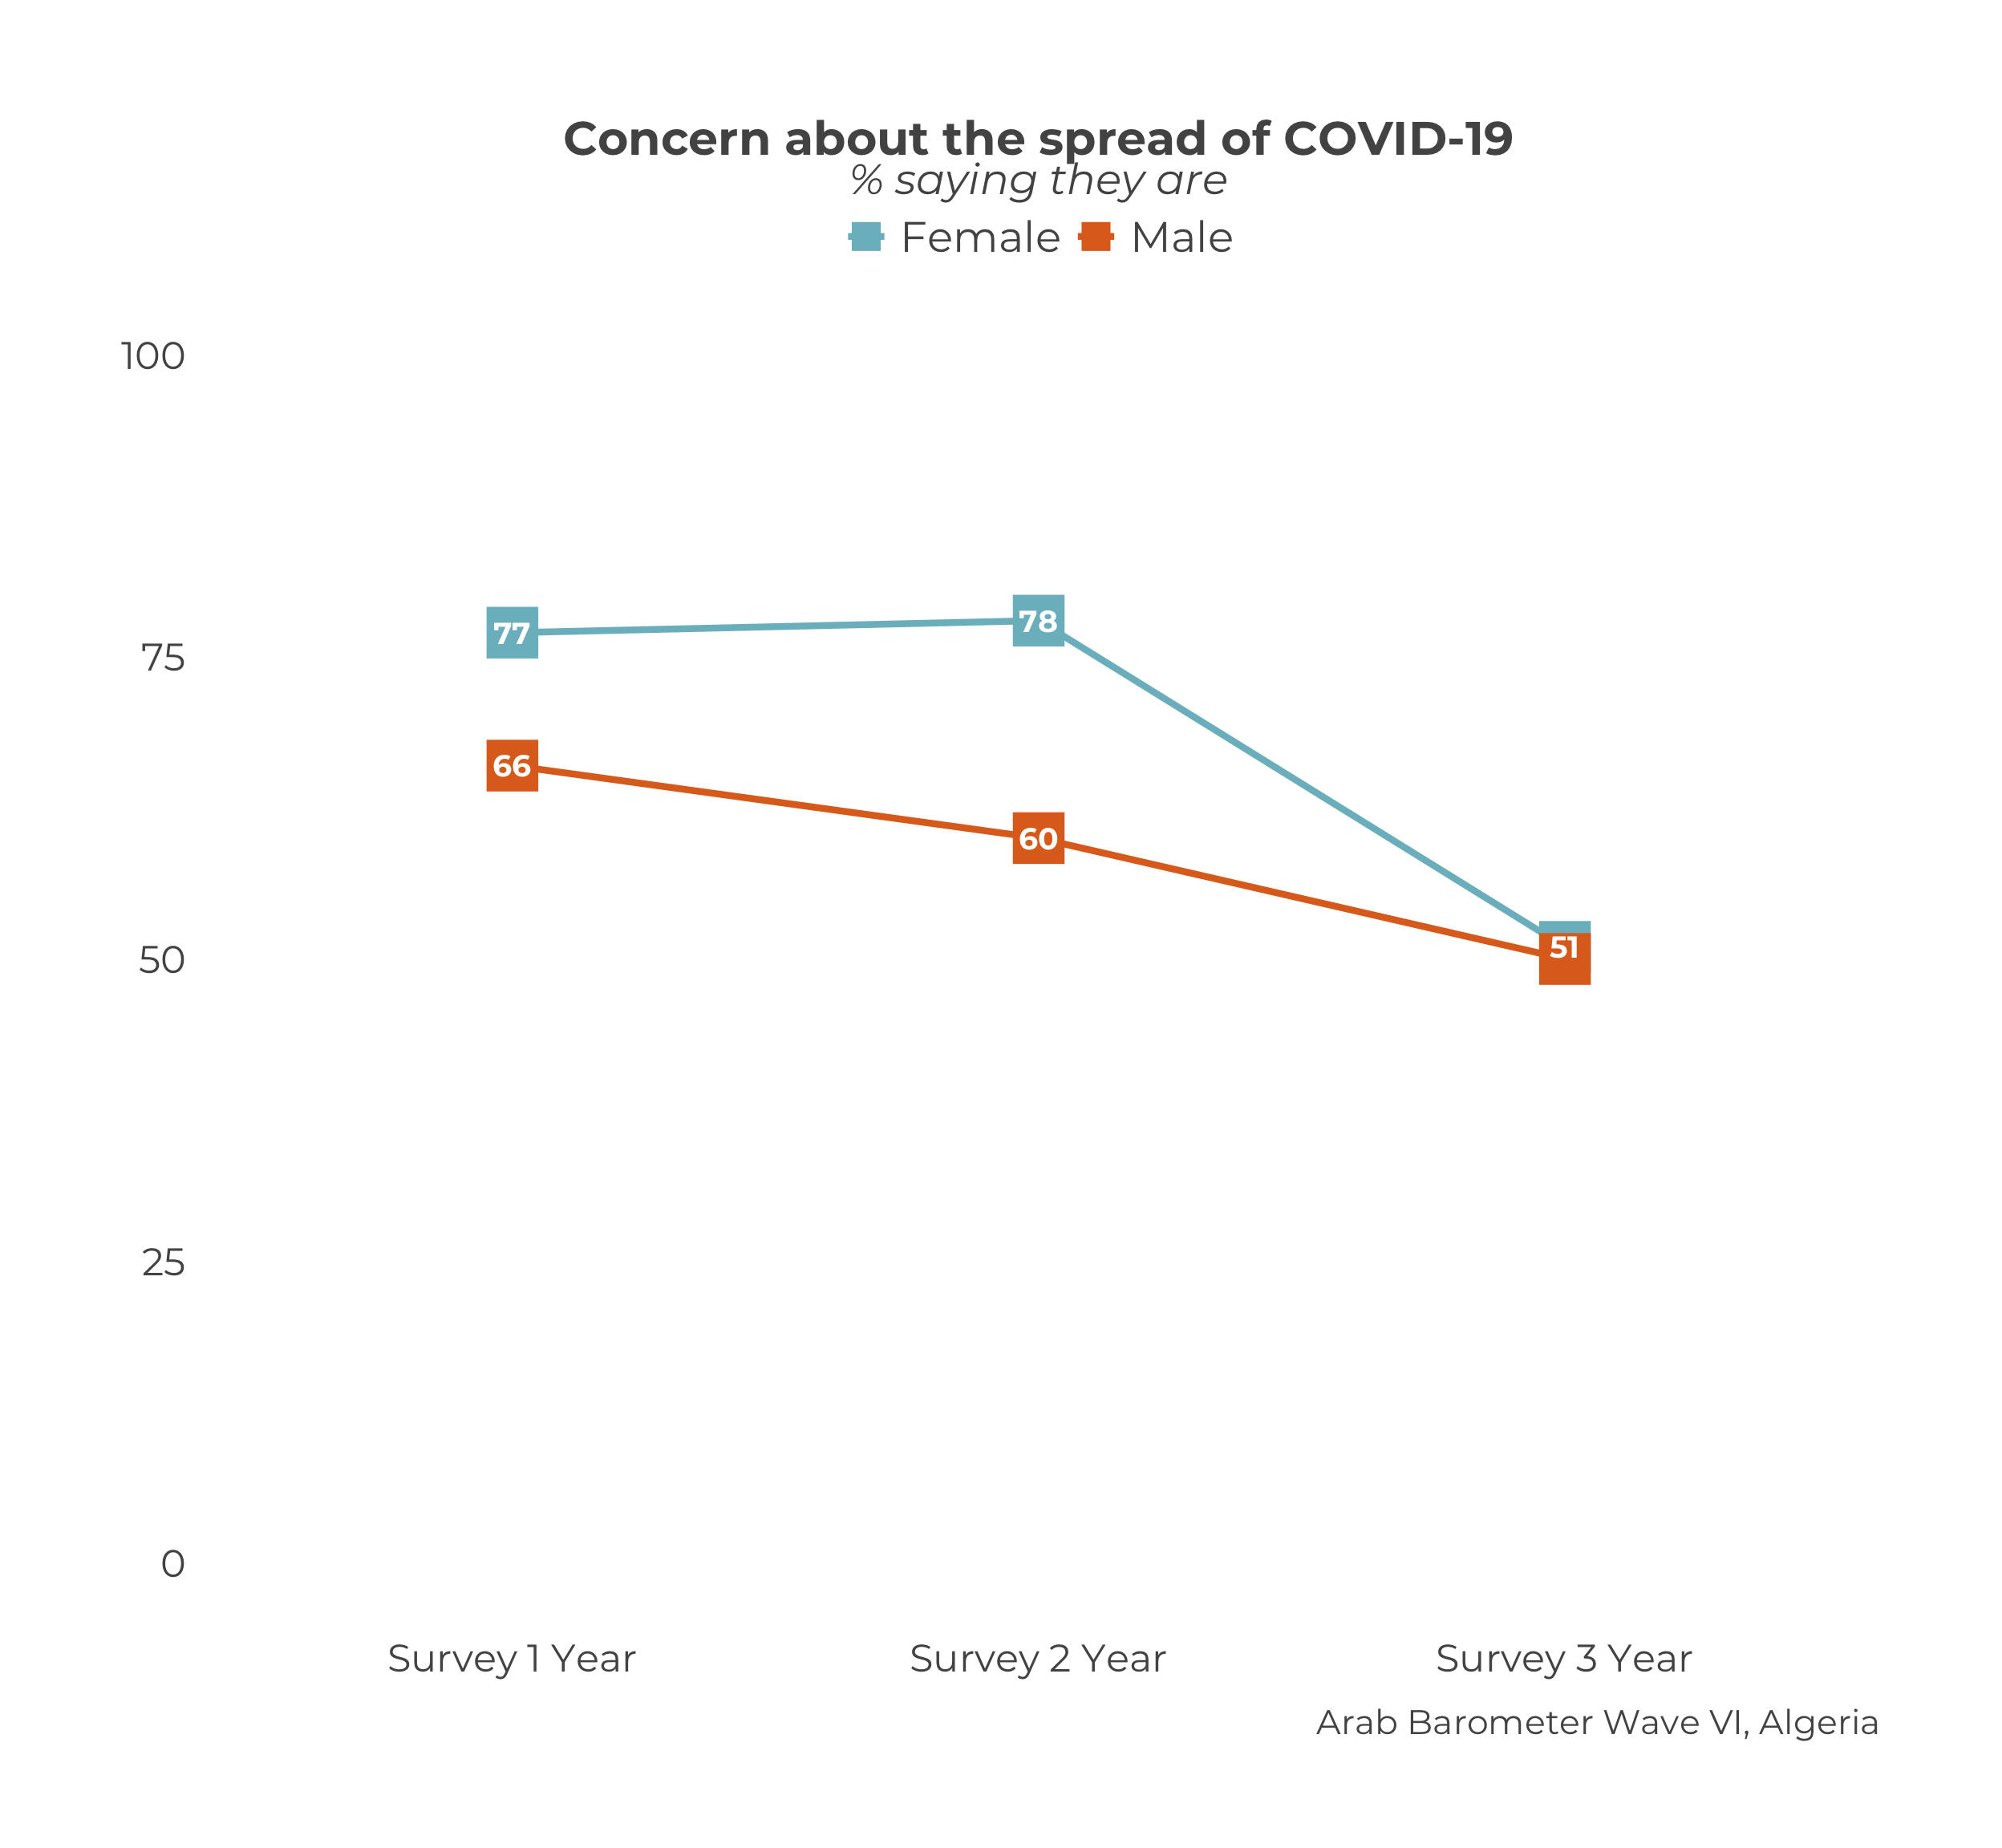 Concern about the spread of COVID-19
% saying they are
Female Male
100
75
50
25
0
77
78
66
60
51
Survey 1 Year Survey 2 Year Survey 3 Year
Arab Barometer Wave VI, Algeria